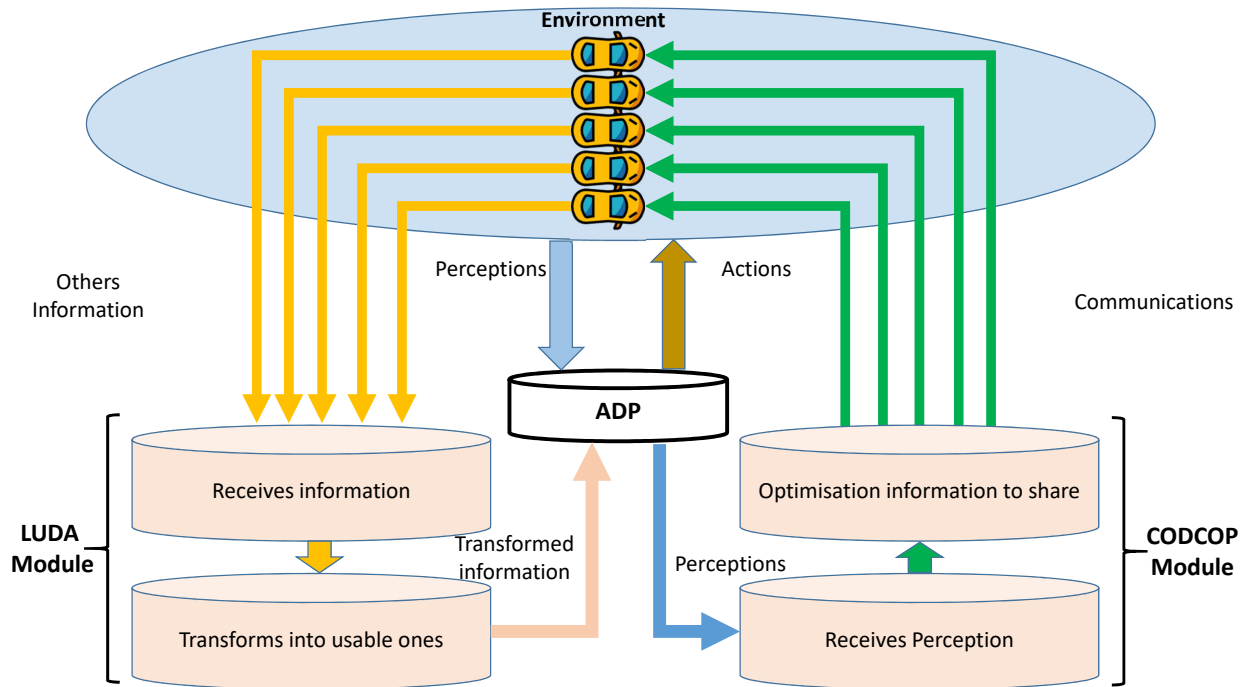 Environment
Others
Information
Perceptions
Actions
Communications
ADP
Receives information
Optimisation information to share
LUDA
Module
Transformed
information
Perceptions
CODCOP
Module
Transforms into usable ones
Receives Perception